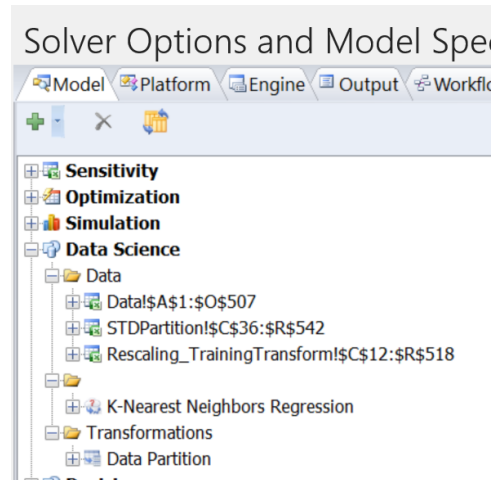 Solver Options and Model Spe
Model Platform Engine Output Workfl
Sensitivity
Optimization
Simulation
Data Science
Data
Data!$A$1:$O$507
STDPartition!$C$36:$R$542
Rescaling_TrainingTransform!$C$12:$R$518
K-Nearest Neighbors Regression
Transformations
Data Partition